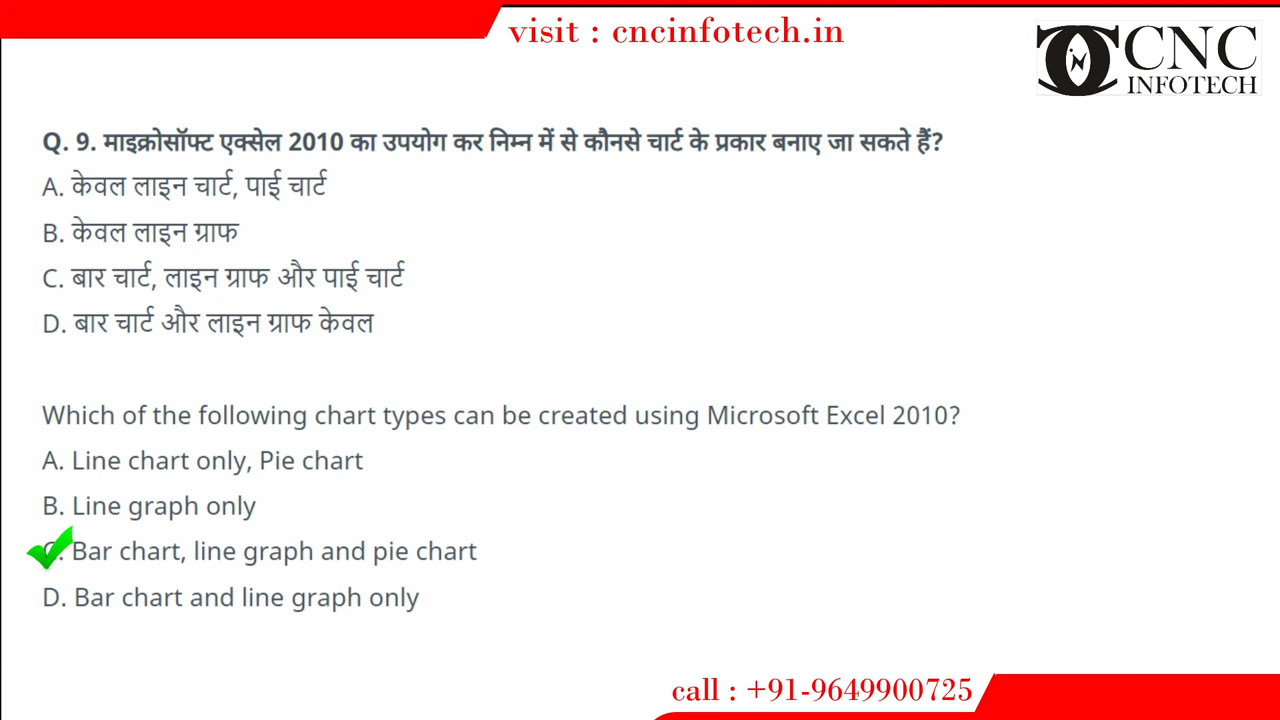 visit : cncinfotech.in
CNC
INFOTECH
Q. 9. माइक्रोसॉफ्ट एक्सेल 2010 का उपयोग कर निम्न में से कौनसे चार्ट के प्रकार बनाए जा सकते हैं?
A. केवल लाइन चार्ट, पाई चार्ट
B. केवल लाइन ग्राफ
C. बार चार्ट, लाइन ग्राफ और पाई चार्ट
D. बार चार्ट और लाइन ग्राफ केवल
Which of the following chart types can be created using Microsoft Excel 2010?
A. Line chart only, Pie chart
B. Line graph only
C. Bar chart, line graph and pie chart
D. Bar chart and line graph only
call : +91-9649900725